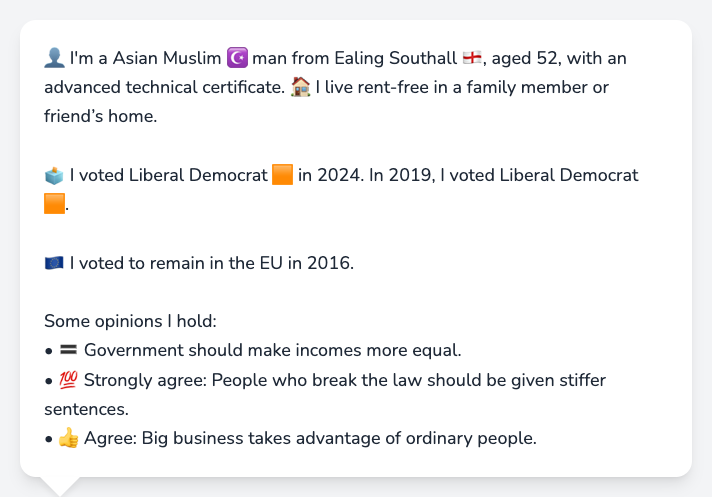 👤 I'm a Asian Muslim ☪️ man from Ealing Southall 🏴󠁧󠁢󠁥󠁮󠁧󠁿, aged 52, with an
advanced technical certificate. 🏠 I live rent-free in a family member or
friend’s home.
🗳️ I voted Liberal Democrat 🟧 in 2024. In 2019, I voted Liberal Democrat
🟧.
🇪🇺 I voted to remain in the EU in 2016.
Some opinions I hold:
• 🟰 Government should make incomes more equal.
• 💯 Strongly agree: People who break the law should be given stiffer
sentences.
• 👍 Agree: Big business takes advantage of ordinary people.